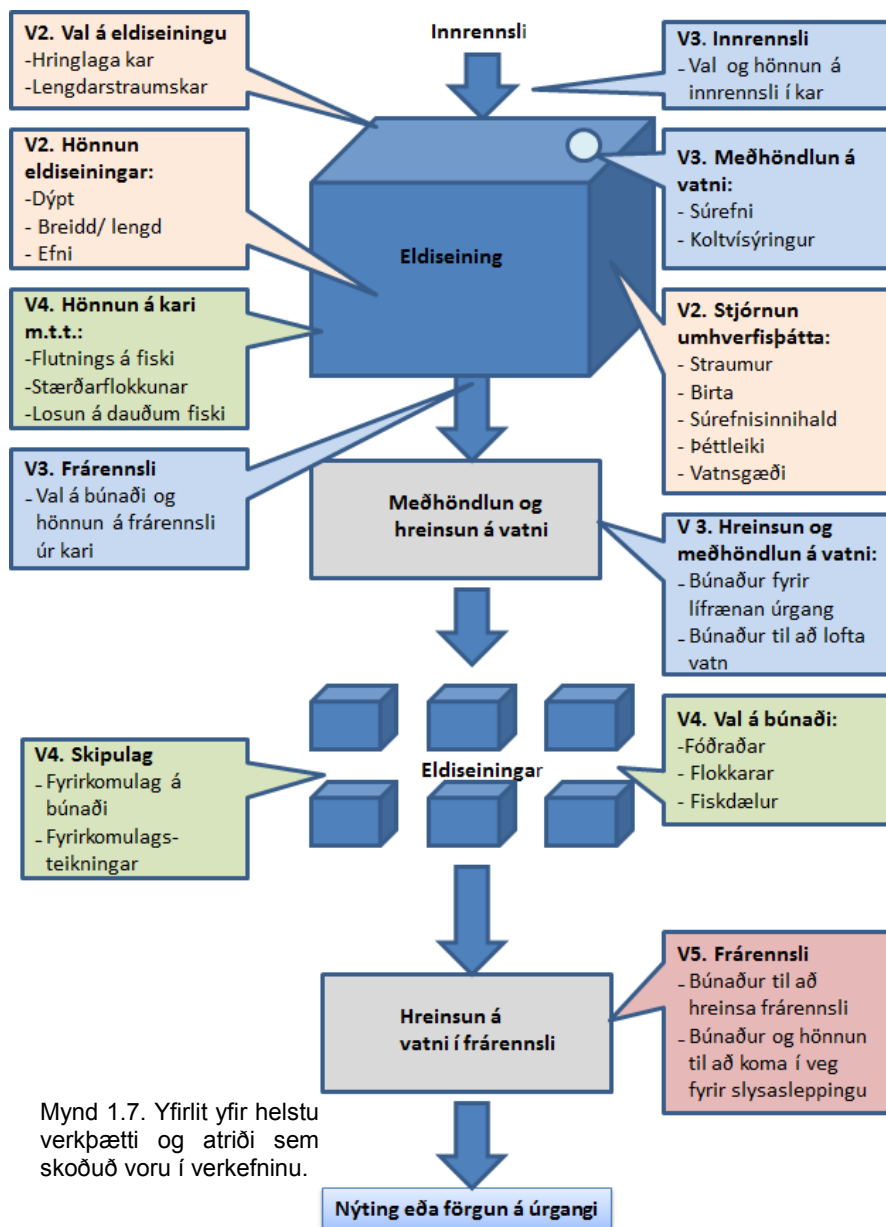 V2. Val á eldiseiningu
-Hringlaga kar
-Lengdarstraumskar
Innrennsli
V3. Innrennsli
- Val og hönnun á
innrennsli í kar
V2. Hönnun
eldiseiningar:
-Dýpt
- Breidd/ lengd
- Efni
V3. Meðhöndlun á
vatni:
- Súrefni
- Koltvísýringur
Eldiseining
V4. Hönnun á kari
m.t.t.:
-Flutnings á fiski
-Stærðarflokkunar
-Losun á dauðum fiski
V2. Stjórnun
umhverfisþátta:
- Straumur
- Birta
- Súrefnisinnihald
- Þéttleiki
- Vatnsgæði
V3. Frárennsli
- Val á búnaði og
hönnun á frárennsli
úr kari
Meðhöndlun og
hreinsun á vatni
V 3. Hreinsun og
meðhöndlun á vatni:
- Búnaður fyrir
lífrænan úrgang
- Búnaður til að lofta
vatn
V4. Skipulag
- Fyrirkomulag á
búnaði
- Fyrirkomulags-
teikningar
Eldiseiningar
V4. Val á búnaði:
-Fóðraðar
- Flokkarar
- Fiskdælur
Hreinsun á
vatni í frárennsli
V5. Frárennsli
- Búnaður til að
hreinsa frárennsli
- Búnaður og hönnun
til að koma í veg
fyrir slysasleppingu
Mynd 1.7. Yfirlit yfir helstu
verkþætti og atriði sem
skoðuð voru í verkefninu.
Nýting eða förgun á úrgangi